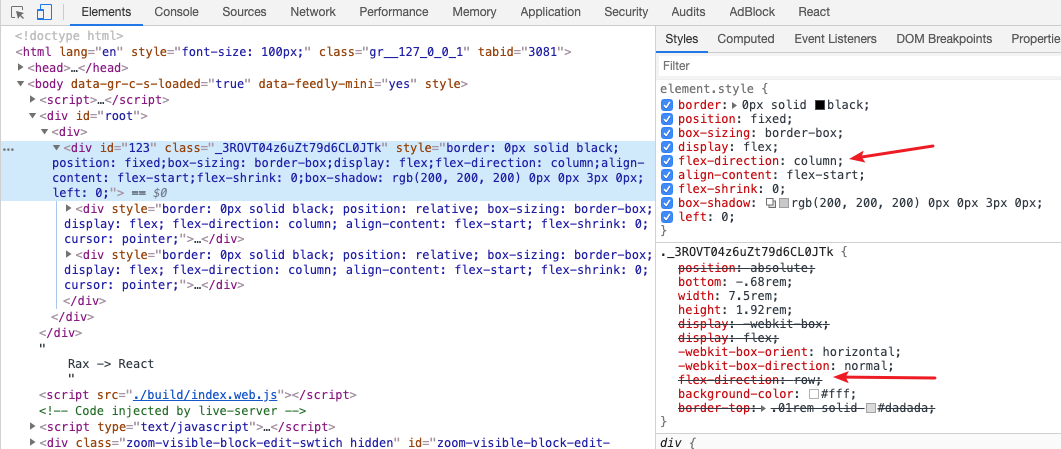 Elements Console Sources Network Performance Memory Application Security Audits AdBlock React
<!doctype html>
<html lang="en" style="font-size: 100px;" class="gr__127_0_0_1" tabid="3081">
▶<head>…</head>
▼<body data-gr-c-s-loaded="true" data-feedly-mini="yes" style>
▶<script>…</script>
▼<div id="root">
▼<div>
… ▼<div id="123" class="_3ROVT04z6uZt79d6CL0JTk" style="border: 0px solid black;
position: fixed;box-sizing: border-box;display: flex;flex-direction: column;align-
content: flex-start;flex-shrink: 0;box-shadow: rgb(200, 200, 200) 0px 0px 3px 0px;
left: 0;"> == $0
▶<div style="border: 0px solid black; position: relative; box-sizing: border-box;
display: flex; flex-direction: column; align-content: flex-start; flex-shrink: 0;
cursor: pointer;">…</div>
▶<div style="border: 0px solid black; position: relative; box-sizing: border-box;
display: flex; flex-direction: column; align-content: flex-start; flex-shrink: 0;
cursor: pointer;">…</div>
</div>
</div>
</div>
"
Rax -> React
"
<script src="./build/index.web.js"></script>
<!-- Code injected by live-server -->
▶<script type="text/javascript">…</script>
▶<div class="zoom-visible-block-edit-swtich hidden" id="zoom-visible-block-edit-
Styles Computed Event Listeners DOM Breakpoints Propertie
Filter
element.style {
border:▶0px solid black;
position: fixed;
box-sizing: border-box;
display: flex;
flex-direction: column;
align-content: flex-start;
flex-shrink: 0;
box-shadow: rgb(200, 200, 200) 0px 0px 3px 0px;
left: 0;
}
._3ROVT04z6uZt79d6CL0JTk {
position: absolute;
bottom: -.68rem;
width: 7.5rem;
height: 1.92rem;
display: -webkit-box;
display: flex;
-webkit-box-orient: horizontal;
-webkit-box-direction: normal;
flex-direction: row;
background-color: #fff;
border-top:▶.01rem solid #dadada;
}
div {